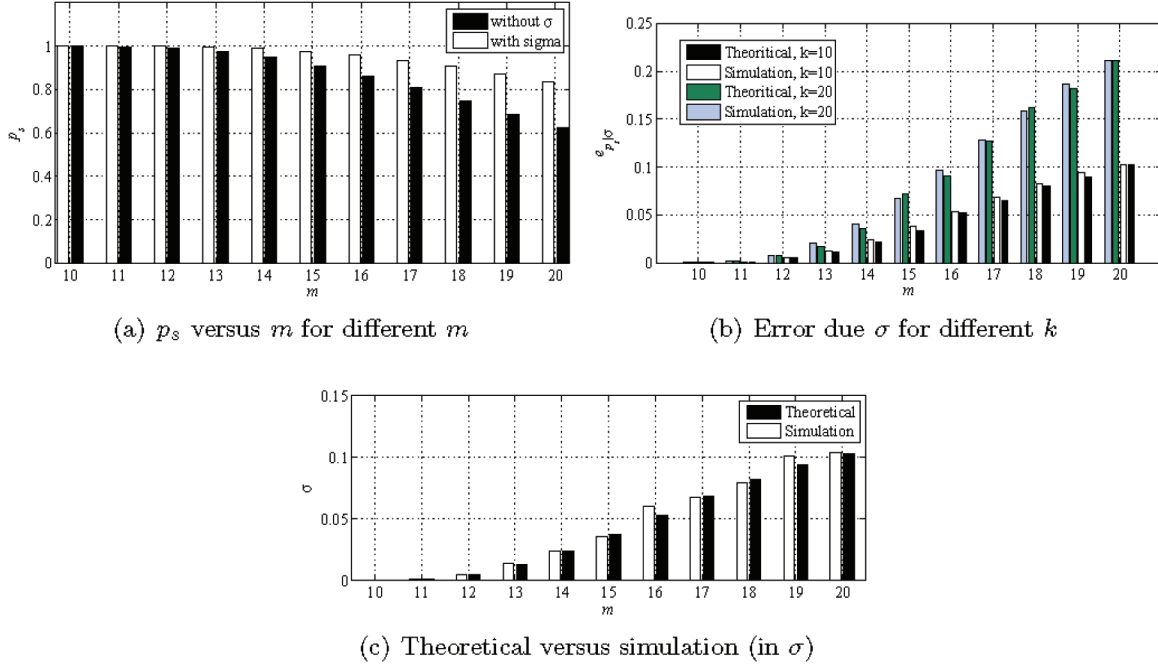 without σ
with sigma
1
0.8
0.6
0.4
0.2
0
p_s
10 11 12 13 14 15 16 17 18 19 20
m
(a) p_s versus m for different m
Theoritical, k=10
Simulation, k=10
Theoritical, k=20
Simulation, k=20
0.25
0.2
0.15
0.1
0.05
0
e_{p_s}|σ
10 11 12 13 14 15 16 17 18 19 20
m
(b) Error due σ for different k
Theoretical
Simulation
0.15
0.1
0.05
0
σ
10 11 12 13 14 15 16 17 18 19 20
m
(c) Theoretical versus simulation (in σ)